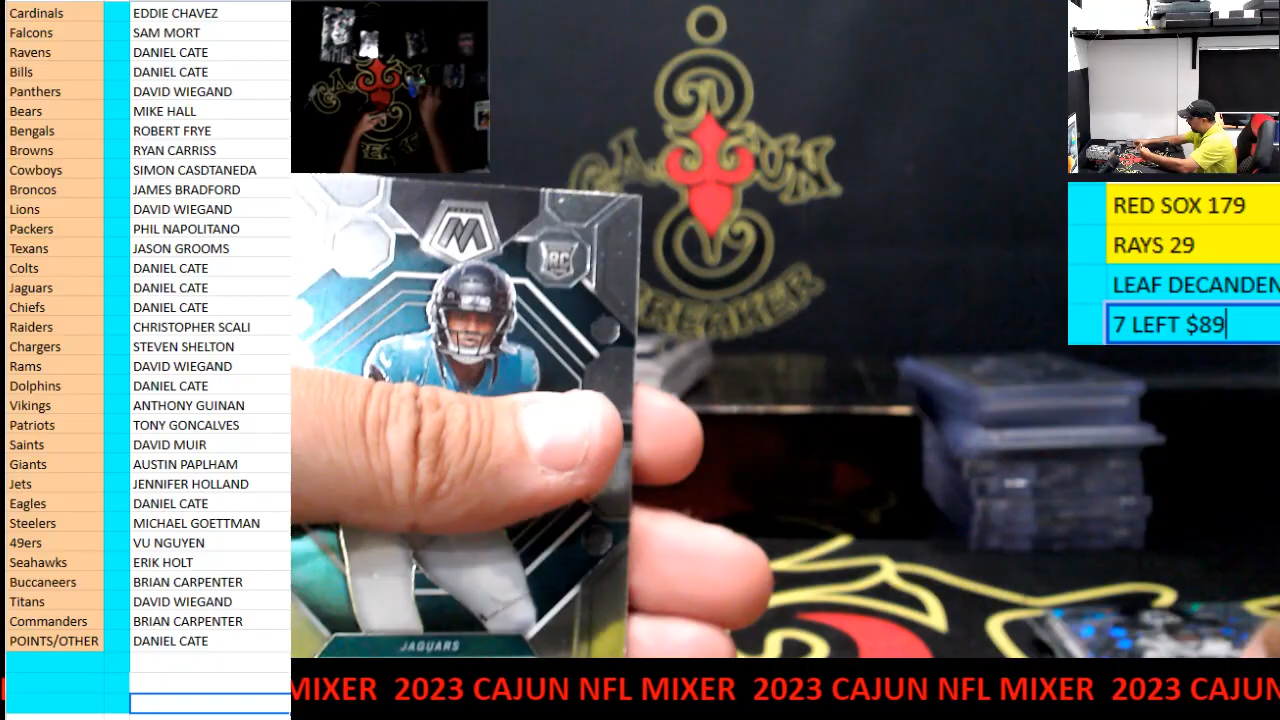 Cardinals EDDIE CHAVEZ
Falcons SAM MORT
Ravens DANIEL CATE
Bills DANIEL CATE
Panthers DAVID WIEGAND
Bears MIKE HALL
Bengals ROBERT FRYE
Browns RYAN CARRISS
Cowboys SIMON CASDTANEDA
Broncos JAMES BRADFORD
Lions DAVID WIEGAND
Packers PHIL NAPOLITANO
Texans JASON GROOMS
Colts DANIEL CATE
Jaguars DANIEL CATE
Chiefs DANIEL CATE
Raiders CHRISTOPHER SCALI
Chargers STEVEN SHELTON
Rams DAVID WIEGAND
Dolphins DANIEL CATE
Vikings ANTHONY GUINAN
Patriots TONY GONCALVES
Saints DAVID MUIR
Giants AUSTIN PAPLHAM
Jets JENNIFER HOLLAND
Eagles DANIEL CATE
Steelers MICHAEL GOETTMAN
49ers VU NGUYEN
Seahawks ERIK HOLT
Buccaneers BRIAN CARPENTER
Titans DAVID WIEGAND
Commanders BRIAN CARPENTER
POINTS/OTHER DANIEL CATE
CAJUN
BREAKER
RC
JAGUARS
RED SOX 179
RAYS 29
LEAF DECANDEN
7 LEFT $89
MIXER 2023 CAJUN NFL MIXER 2023 CAJUN NFL MIXER 2023 CAJUN